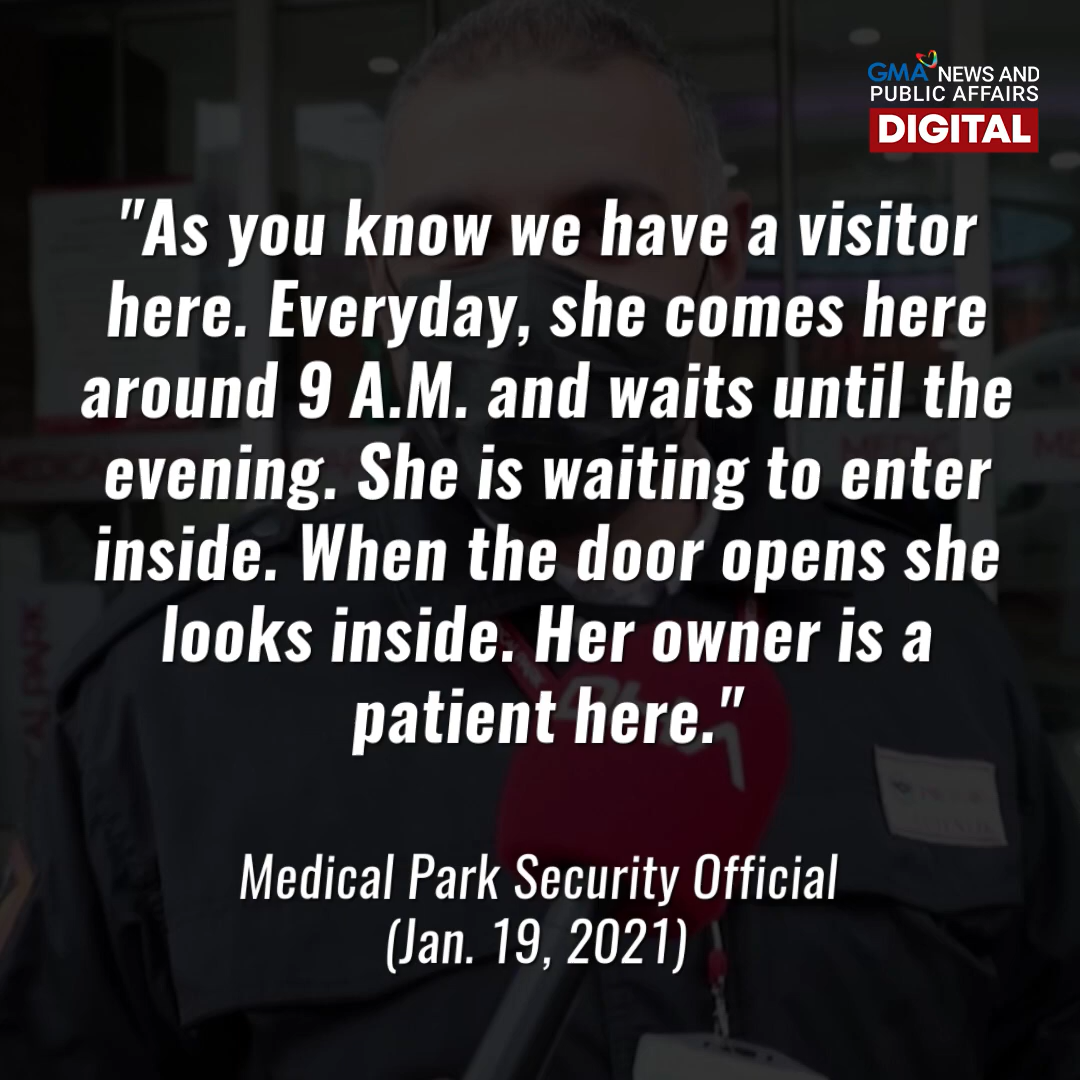 GMA NEWS AND
PUBLIC AFFAIRS
DIGITAL
"As you know we have a visitor
here. Everyday, she comes here
around 9 A.M. and waits until the
evening. She is waiting to enter
inside. When the door opens she
looks inside. Her owner is a
patient here."
Medical Park Security Official
(Jan. 19, 2021)